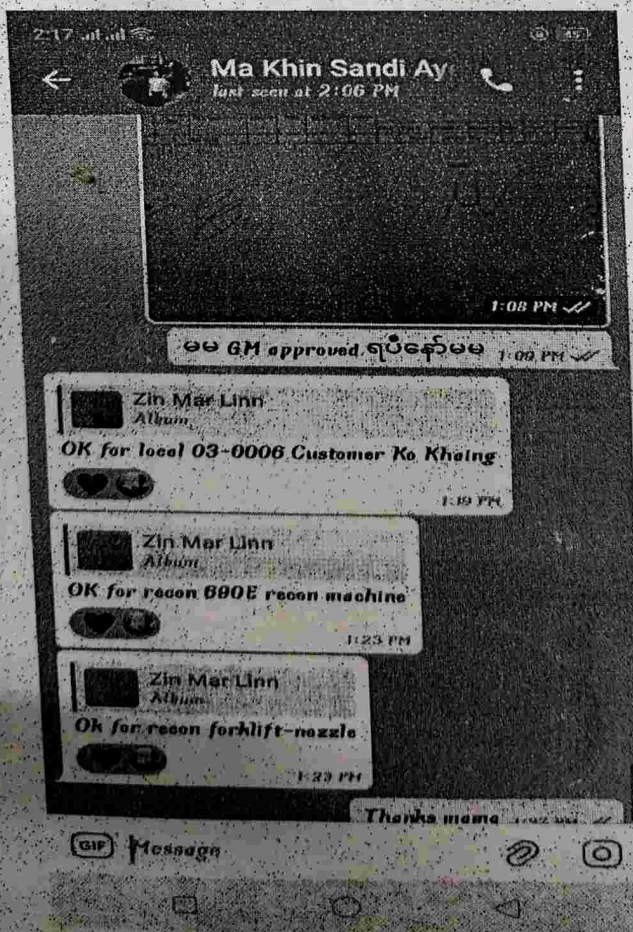 2:17
Ma Khin Sandi Ay
last seen at 2:06 PM
1:08 PM
မမ GM approved ရပီနော်မမ 1:09 PM
Zin Mar Linn
Album
OK for local 03-0006 Customer Ko Khaing
1:19 PM
Zin Mar Linn
Album
OK for recon 690E recon machine
1:23 PM
Zin Mar Linn
Album
Ok for recon forklift-nozzle
1:23 PM
Thanks mama
GIF Message